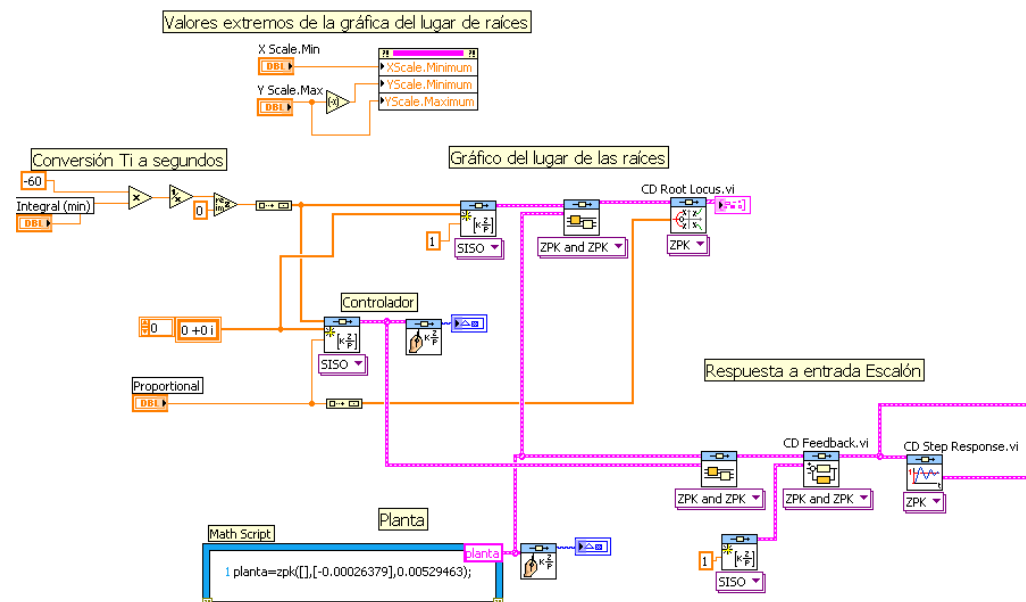 Valores extremos de la gráfica del lugar de raíces
X Scale.Min
DBL
XScale.Minimum
Y Scale.Max
YScale.Minimum
DBL
YScale.Maximum
Conversión Ti a segundos
Gráfico del lugar de las raíces
-60
CD Root Locus.vi
Integral (min)
0
DBL
1
SISO
ZPK and ZPK
ZPK
Controlador
0
0 +0 i
SISO
Respuesta a entrada Escalón
Proportional
DBL
CD Feedback.vi
CD Step Response.vi
ZPK and ZPK
ZPK and ZPK
ZPK
Planta
Math Script
planta
1 planta=zpk([],[-0.00026379],0.00529463);
1
SISO